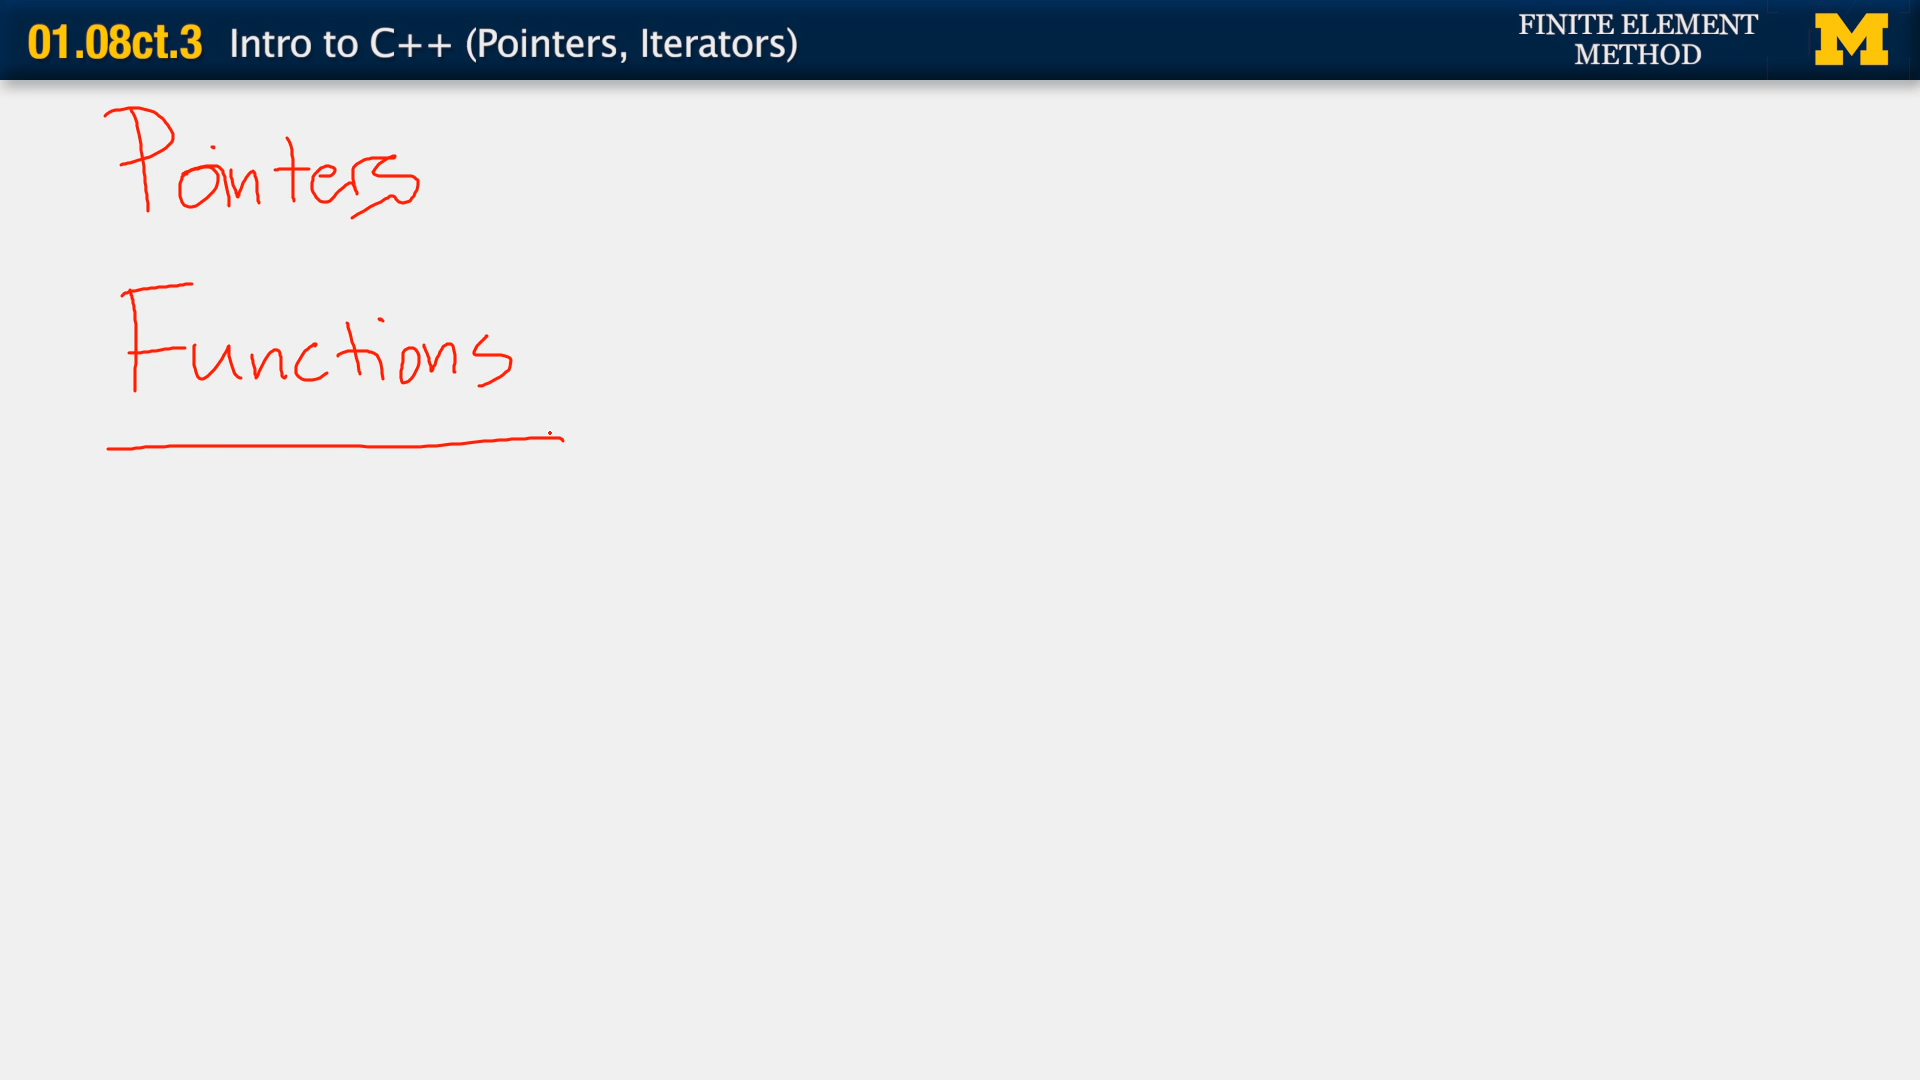 01.08ct.3 Intro to C++ (Pointers, Iterators)
FINITE ELEMENT
METHOD
M
Pointers
Functions